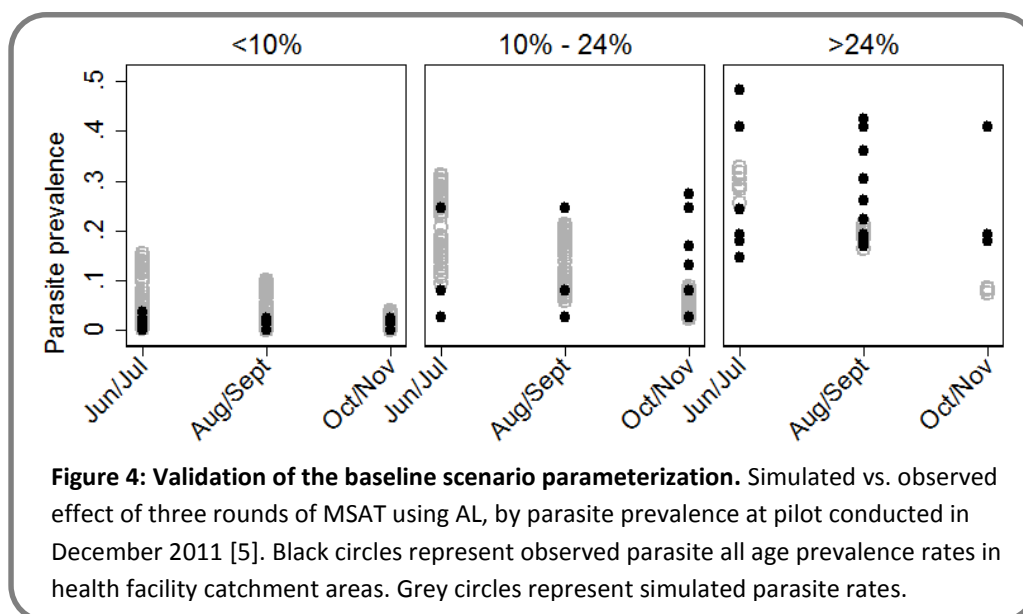 <10%
10% - 24%
>24%
Parasite prevalence
.5
.4
.3
.2
.1
0
Jun/Jul
Aug/Sept
Oct/Nov
Jun/Jul
Aug/Sept
Oct/Nov
Jun/Jul
Aug/Sept
Oct/Nov
Figure 4: Validation of the baseline scenario parameterization. Simulated vs. observed
effect of three rounds of MSAT using AL, by parasite prevalence at pilot conducted in
December 2011 [5]. Black circles represent observed parasite all age prevalence rates in
health facility catchment areas. Grey circles represent simulated parasite rates.